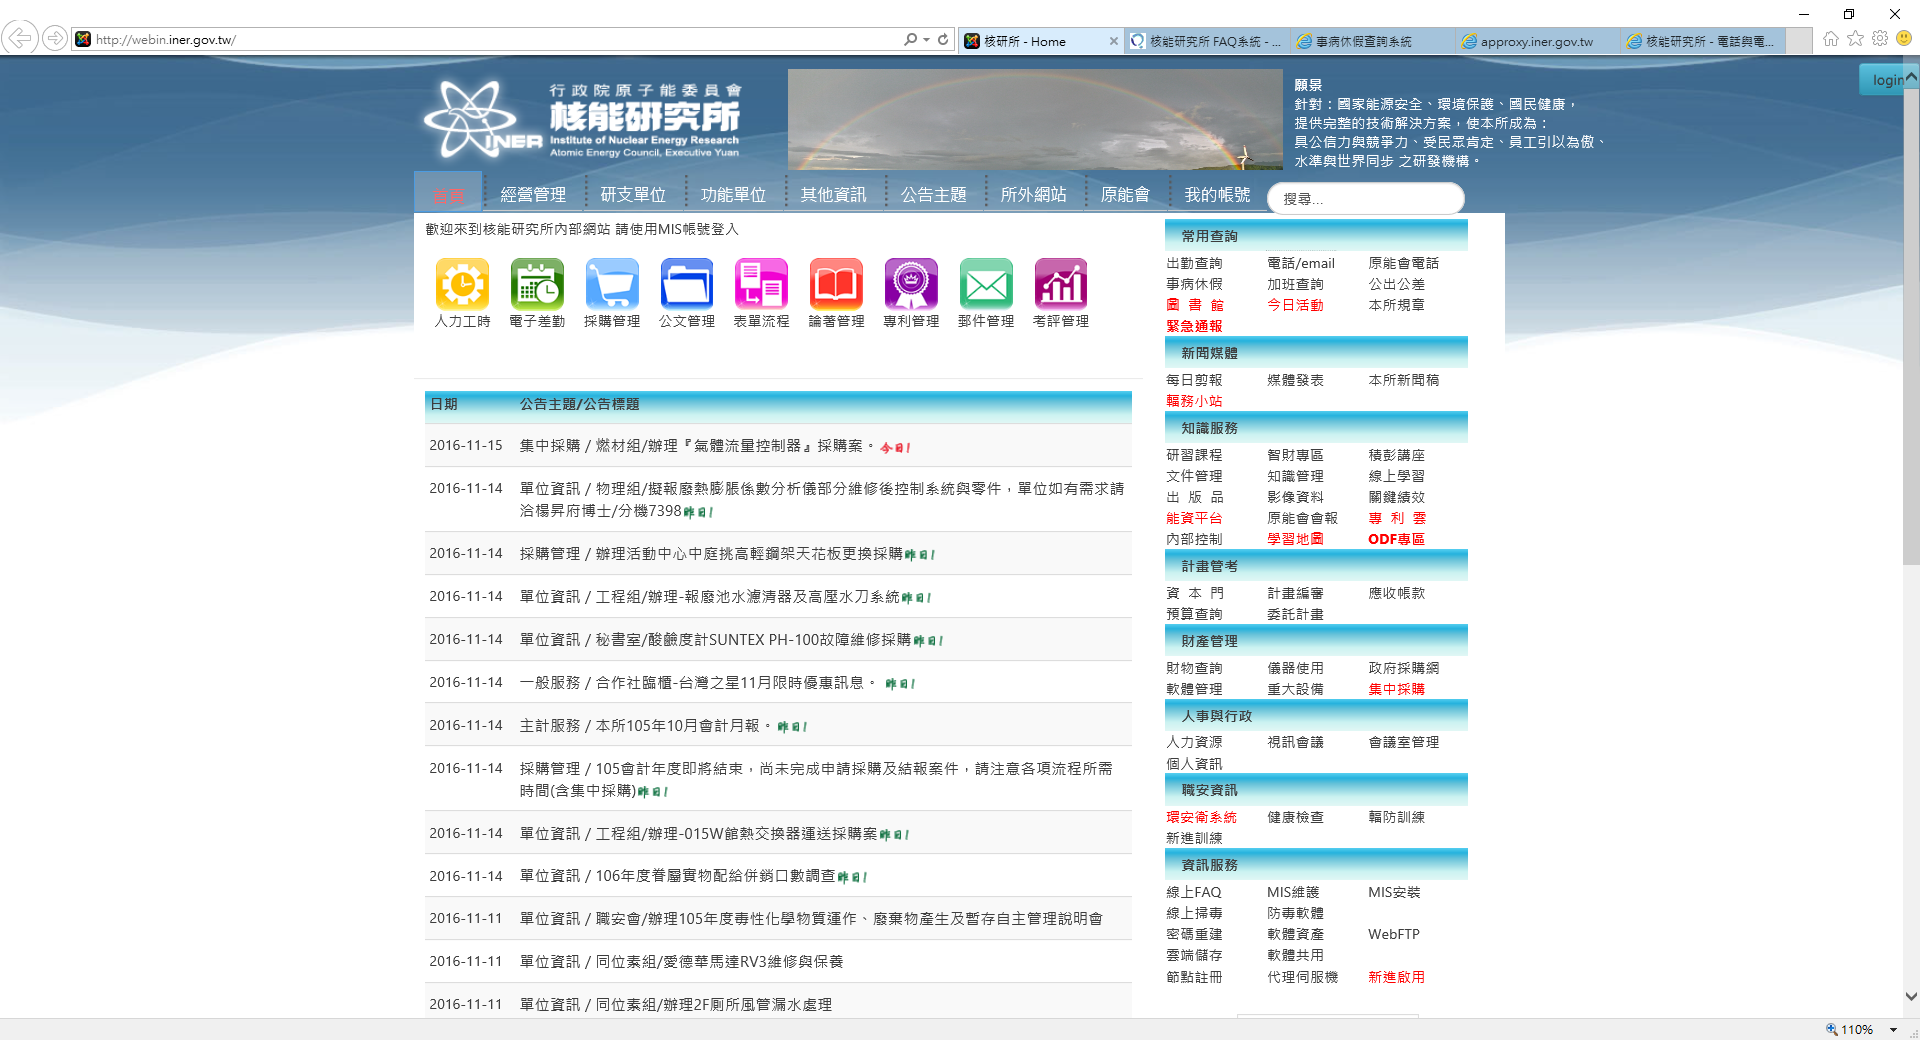 http://webin.iner.gov.tw/
核研所 - Home
核能研究所 FAQ系統 - ...
事病休假查詢系統
approxy.iner.gov.tw
核能研究所 - 電話與電...
login
行政院原子能委員會
核能研究所
INER
Institute of Nuclear Energy Research
Atomic Energy Council, Executive Yuan
願景
針對：國家能源安全、環境保護、國民健康，
提供完整的技術解決方案，使本所成為：
具公信力與競爭力、受民眾肯定、員工引以為傲、
水準與世界同步 之研發機構。
經營管理 研支單位 功能單位 其他資訊 公告主題 所外網站 原能會 我的帳號 搜尋...
歡迎來到核能研究所內部網站 請使用MIS帳號登入
人力工時 電子差勤 採購管理 公文管理 表單流程 論著管理 專利管理 郵件管理 考評管理
日期 公告主題/公告標題
2016-11-15 集中採購 / 燃材組/辦理『氣體流量控制器』採購案。今日!
2016-11-14 單位資訊 / 物理組/擬報廢熱膨脹係數分析儀部分維修後控制系統與零件，單位如有需求請
洽楊昇府博士/分機7398昨日!
2016-11-14 採購管理 / 辦理活動中心中庭挑高輕鋼架天花板更換採購昨日!
2016-11-14 單位資訊 / 工程組/辦理-報廢池水濾清器及高壓水刀系統昨日!
2016-11-14 單位資訊 / 秘書室/酸鹼度計SUNTEX PH-100故障維修採購昨日!
2016-11-14 一般服務 / 合作社臨櫃-台灣之星11月限時優惠訊息。 昨日!
2016-11-14 主計服務 / 本所105年10月會計月報。昨日!
2016-11-14 採購管理 / 105會計年度即將結束，尚未完成申請採購及結報案件，請注意各項流程所需
時間(含集中採購)昨日!
2016-11-14 單位資訊 / 工程組/辦理-015W館熱交換器運送採購案昨日!
2016-11-14 單位資訊 / 106年度眷屬實物配給併銷口數調查昨日!
2016-11-11 單位資訊 / 職安會/辦理105年度毒性化學物質運作、廢棄物產生及暫存自主管理說明會
2016-11-11 單位資訊 / 同位素組/愛德華馬達RV3維修與保養
2016-11-11 單位資訊 / 同位素組/辦理2F廁所風管漏水處理
常用查詢
出勤查詢 電話/email 原能會電話
事病休假 加班查詢 公出公差
圖 書 館 今日活動 本所規章
緊急通報
新聞媒體
每日剪報 媒體發表 本所新聞稿
輻務小站
知識服務
研習課程 智財專區 積彭講座
文件管理 知識管理 線上學習
出 版 品 影像資料 關鍵績效
能資平台 原能會會報 專 利 雲
內部控制 學習地圖 ODF專區
計畫管考
資 本 門 計畫編審 應收帳款
預算查詢 委託計畫
財產管理
財物查詢 儀器使用 政府採購網
軟體管理 重大設備 集中採購
人事與行政
人力資源 視訊會議 會議室管理
個人資訊
職安資訊
環安衛系統 健康檢查 輻防訓練
新進訓練
資訊服務
線上FAQ MIS維護 MIS安裝
線上掃毒 防毒軟體
密碼重建 軟體資產 WebFTP
雲端儲存 軟體共用
節點註冊 代理伺服機 新進啟用
110%